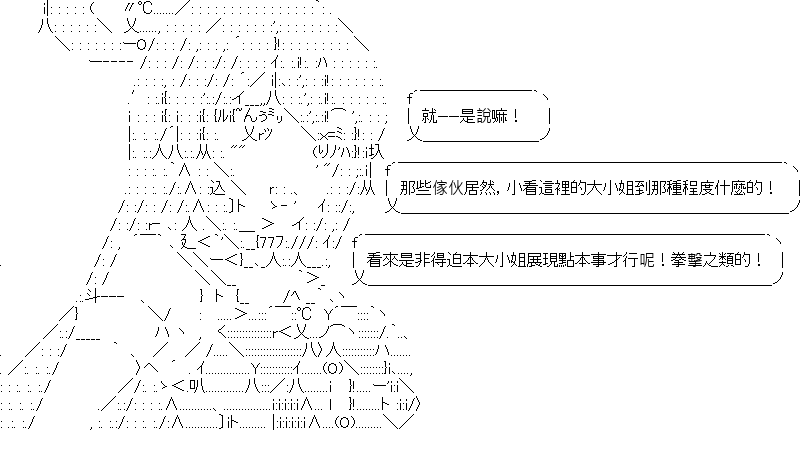 就——是說嘛！
那些傢伙居然，小看這裡的大小姐到那種程度什麼的！
看來是非得迫本大小姐展現點本事才行呢！拳擊之類的！